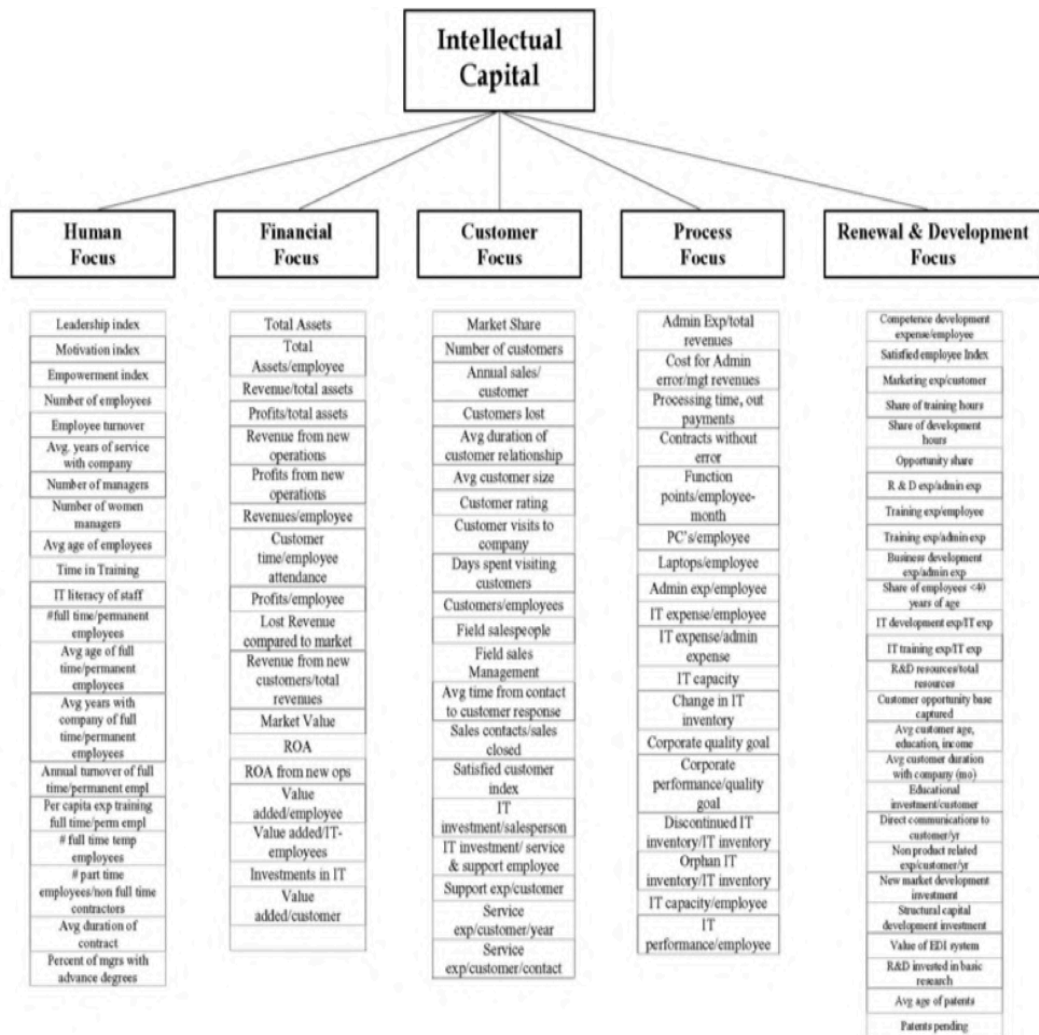 Intellectual
Capital
Human
Focus
Financial
Focus
Customer
Focus
Process
Focus
Renewal & Development
Focus
Leadership index
Motivation index
Empowerment index
Number of employees
Employee turnover
Avg. years of service
with company
Number of managers
Number of women
managers
Avg age of employees
Time in Training
IT literacy of staff
#full time/permanent
employees
Avg age of full
time/permanent
employees
Avg years with
company of full
time/permanent
employees
Annual turnover of full
time/permanent empl
Per capita exp training
full time/perm empl
# full time temp
employees
# part time
employees/non full time
contractors
Avg duration of
contract
Percent of mgrs with
advance degrees
Total Assets
Total
Assets/employee
Revenue/total assets
Profits/total assets
Revenue from new
operations
Profits from new
operations
Revenues/employee
Customer
time/employee
attendance
Profits/employee
Lost Revenue
compared to market
Revenue from new
customers/total
revenues
Market Value
ROA
ROA from new ops
Value
added/employee
Value added/IT-
employees
Investments in IT
Value
added/customer
Market Share
Number of customers
Annual sales/
customer
Customers lost
Avg duration of
customer relationship
Avg customer size
Customer rating
Customer visits to
company
Days spent visiting
customers
Customers/employees
Field salespeople
Field sales
Management
Avg time from contact
to customer response
Sales contacts/sales
closed
Satisfied customer
index
IT
investment/salesperson
IT investment/ service
& support employee
Support exp/customer
Service
exp/customer/year
Service
exp/customer/contact
Admin Exp/total
revenues
Cost for Admin
error/mgt revenues
Processing time, out
payments
Contracts without
error
Function
points/employee-
month
PC's/employee
Laptops/employee
Admin exp/employee
IT expense/employee
IT expense/admin
expense
IT capacity
Change in IT
inventory
Corporate quality goal
Corporate
performance/quality
goal
Discontinued IT
inventory/IT inventory
Orphan IT
inventory/IT inventory
IT capacity/employee
IT
performance/employee
Competence development
expense/employee
Satisfied employee Index
Marketing exp/customer
Share of training hours
Share of development
hours
Opportunity share
R & D exp/admin exp
Training exp/employee
Training exp/admin exp
Business development
exp/admin exp
Share of employees <40
years of age
IT development exp/IT exp
IT training exp/IT exp
R&D resources/total
resources
Customer opportunity base
captured
Avg customer age,
education, income
Avg customer duration
with company (mo)
Educational
investment/customer
Direct communications to
customer/yr
Non product related
exp/customer/yr
New market development
investment
Structural capital
development investment
Value of EDI system
R&D invested in basic
research
Avg age of patents
Patents pending